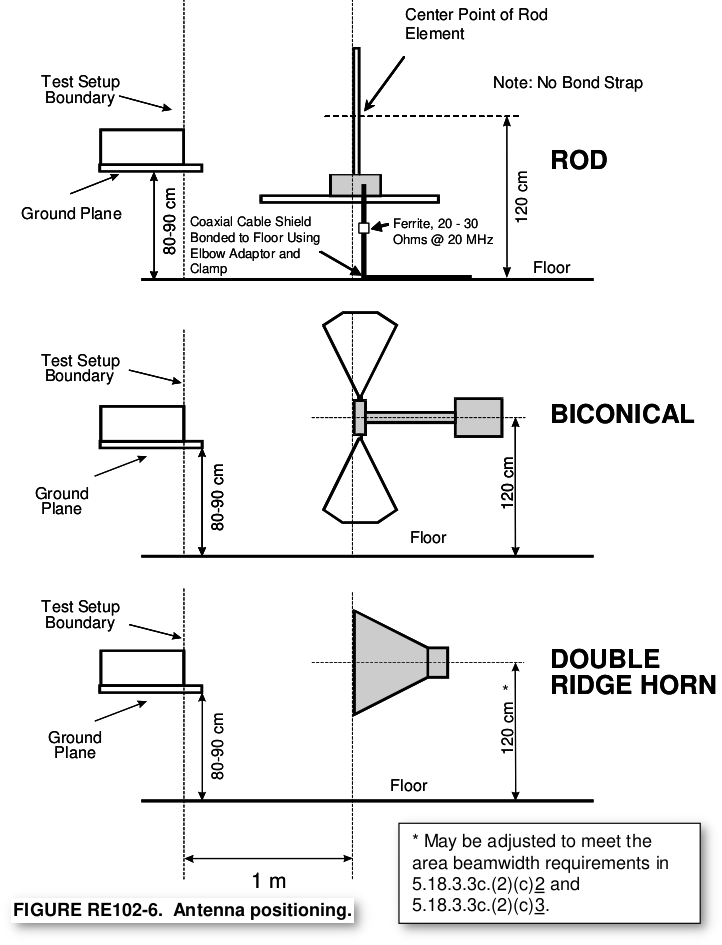 Center Point of Rod
Element
Test Setup
Boundary
Note: No Bond Strap
ROD
Ground Plane
80-90 cm
120 cm
Coaxial Cable Shield
Bonded to Floor Using
Elbow Adaptor and
Clamp
Ferrite, 20 - 30
Ohms @ 20 MHz
Floor
Test Setup
Boundary
BICONICAL
Ground
Plane
80-90 cm
120 cm
Floor
Test Setup
Boundary
DOUBLE
RIDGE HORN
Ground
Plane
80-90 cm
120 cm *
Floor
1 m
* May be adjusted to meet the
area beamwidth requirements in
5.18.3.3c.(2)(c)2 and
5.18.3.3c.(2)(c)3.
FIGURE RE102-6. Antenna positioning.